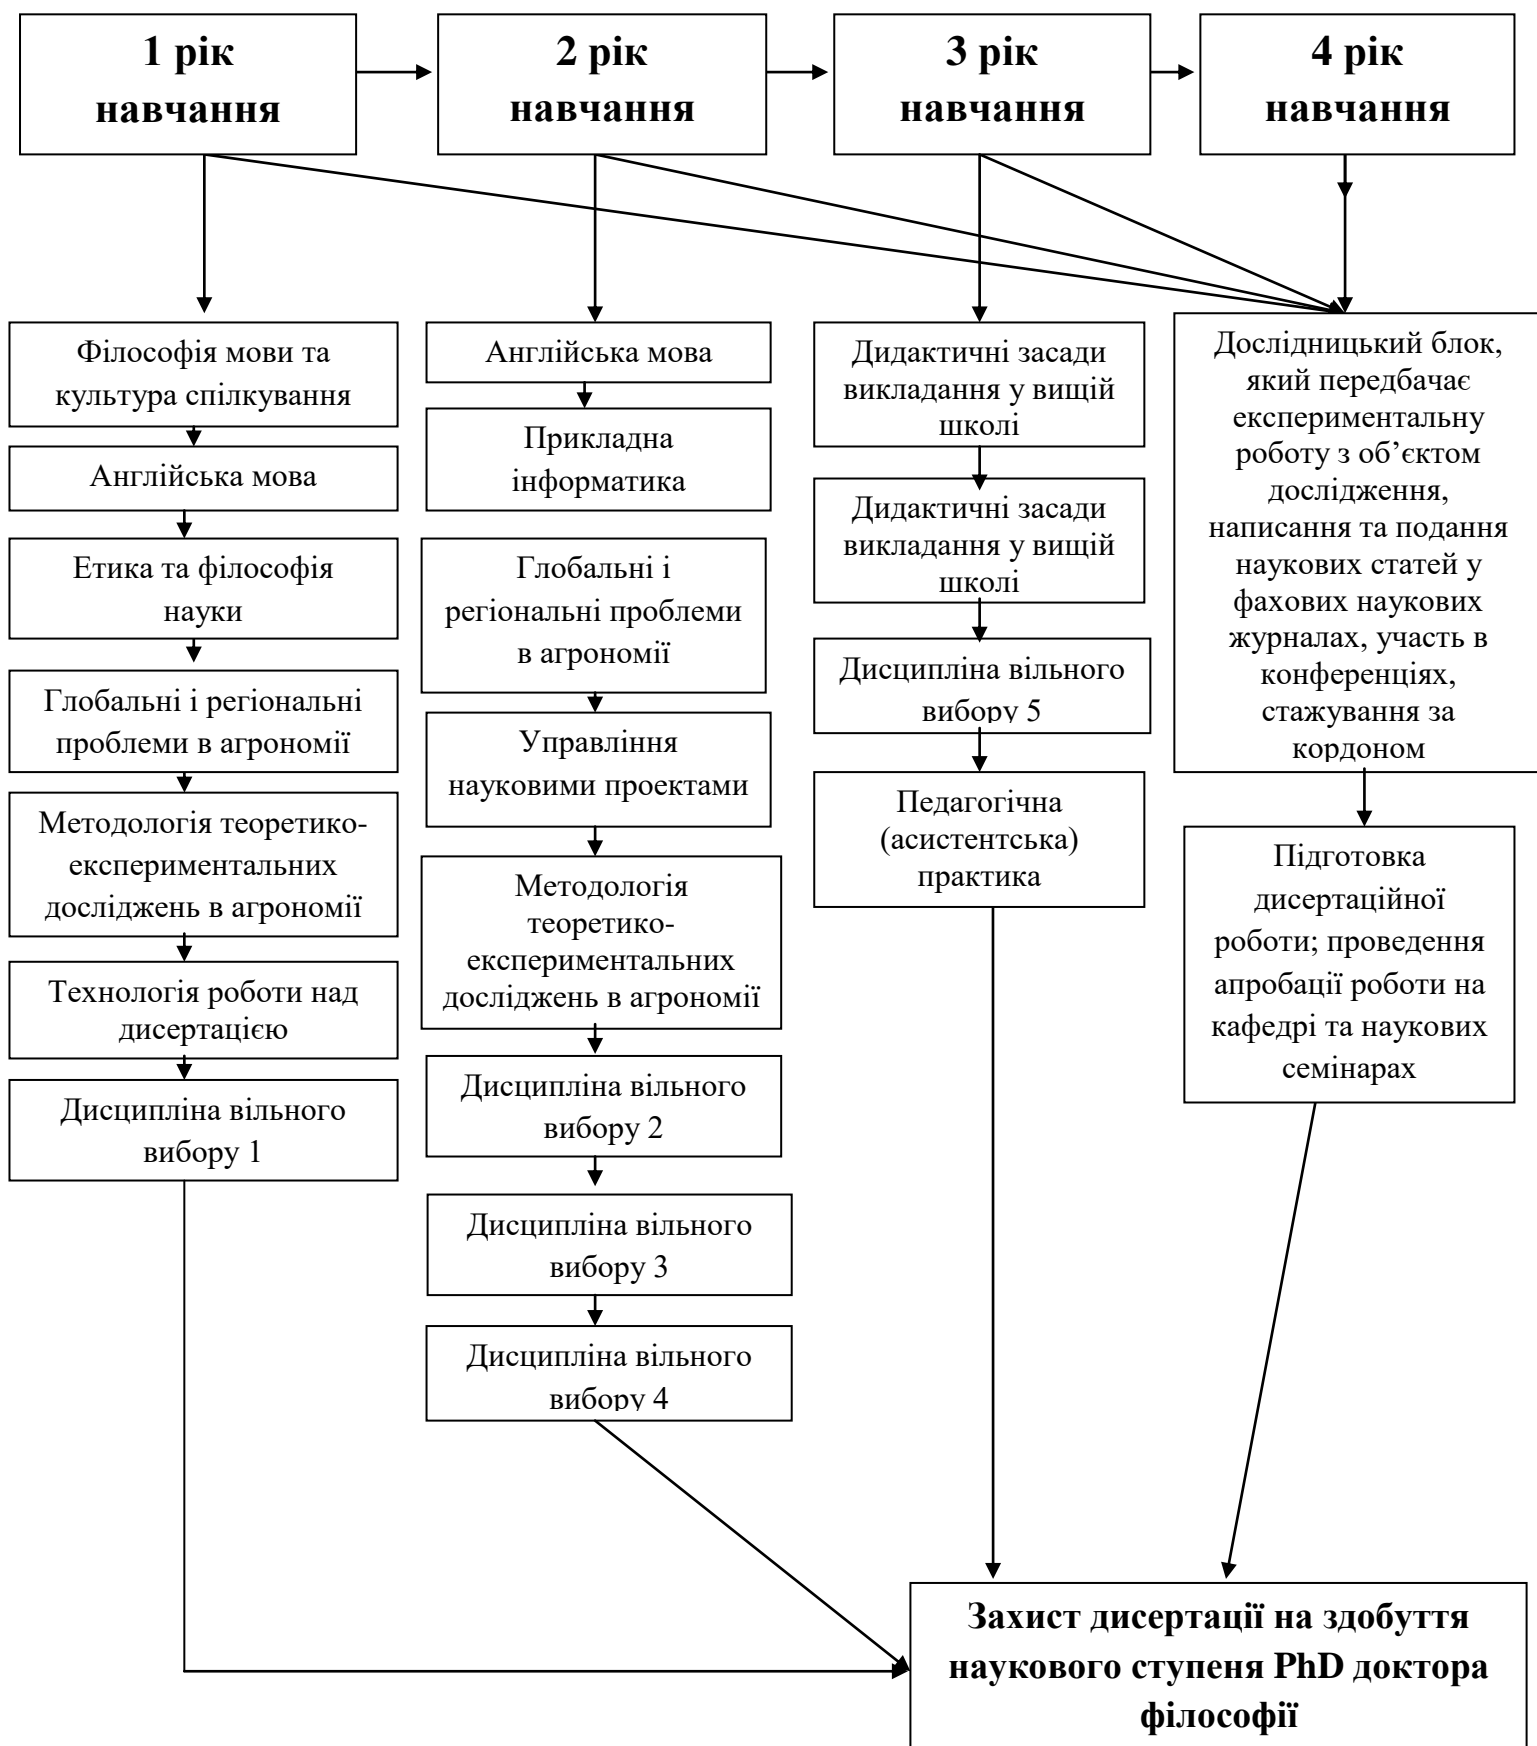 1 рік
навчання
2 рік
навчання
3 рік
навчання
4 рік
навчання
Філософія мови та
культура спілкування
Англійська мова
Етика та філософія
науки
Глобальні і регіональні
проблеми в агрономії
Методологія теоретико-
експериментальних
досліджень в агрономії
Технологія роботи над
дисертацією
Дисципліна вільного
вибору 1
Англійська мова
Прикладна
інформатика
Глобальні і
регіональні проблеми
в агрономії
Управління
науковими проектами
Методологія
теоретико-
експериментальних
досліджень в агрономії
Дисципліна вільного
вибору 2
Дисципліна вільного
вибору 3
Дисципліна вільного
вибору 4
Дидактичні засади
викладання у вищій
школі
Дидактичні засади
викладання у вищій
школі
Дисципліна вільного
вибору 5
Педагогічна
(асистентська)
практика
Дослідницький блок,
який передбачає
експериментальну
роботу з об’єктом
дослідження,
написання та подання
наукових статей у
фахових наукових
журналах, участь в
конференціях,
стажування за
кордоном
Підготовка
дисертаційної
роботи; проведення
апробації роботи на
кафедрі та наукових
семінарах
Захист дисертації на здобуття
наукового ступеня PhD доктора
філософії